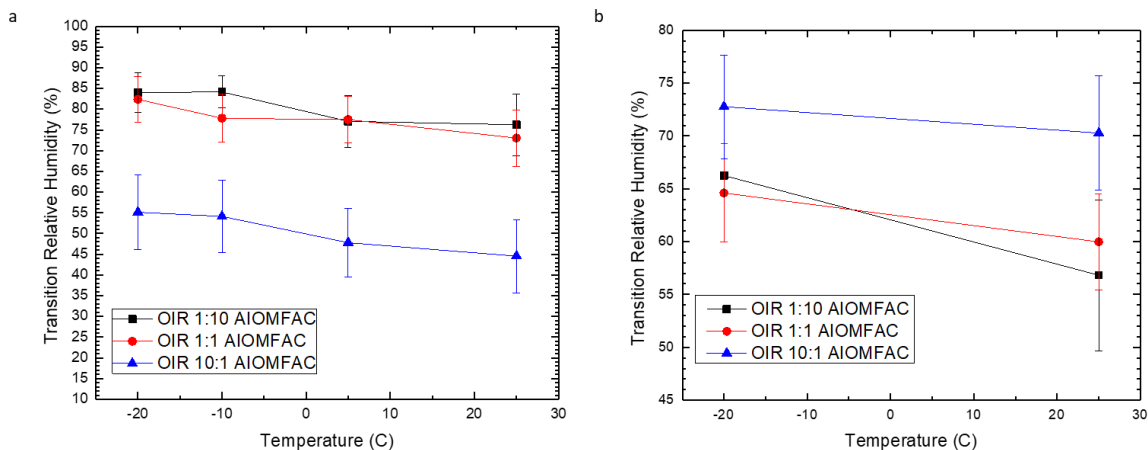 a
Transition Relative Humidity (%)
100
95
90
85
80
75
70
65
60
55
50
45
40
35
30
25
20
15
10
OIR 1:10 AIOMFAC
OIR 1:1 AIOMFAC
OIR 10:1 AIOMFAC
-20 -10 0 10 20 30
Temperature (C)
b
Transition Relative Humidity (%)
80
75
70
65
60
55
50
45
OIR 1:10 AIOMFAC
OIR 1:1 AIOMFAC
OIR 10:1 AIOMFAC
-20 -10 0 10 20 30
Temperature (C)